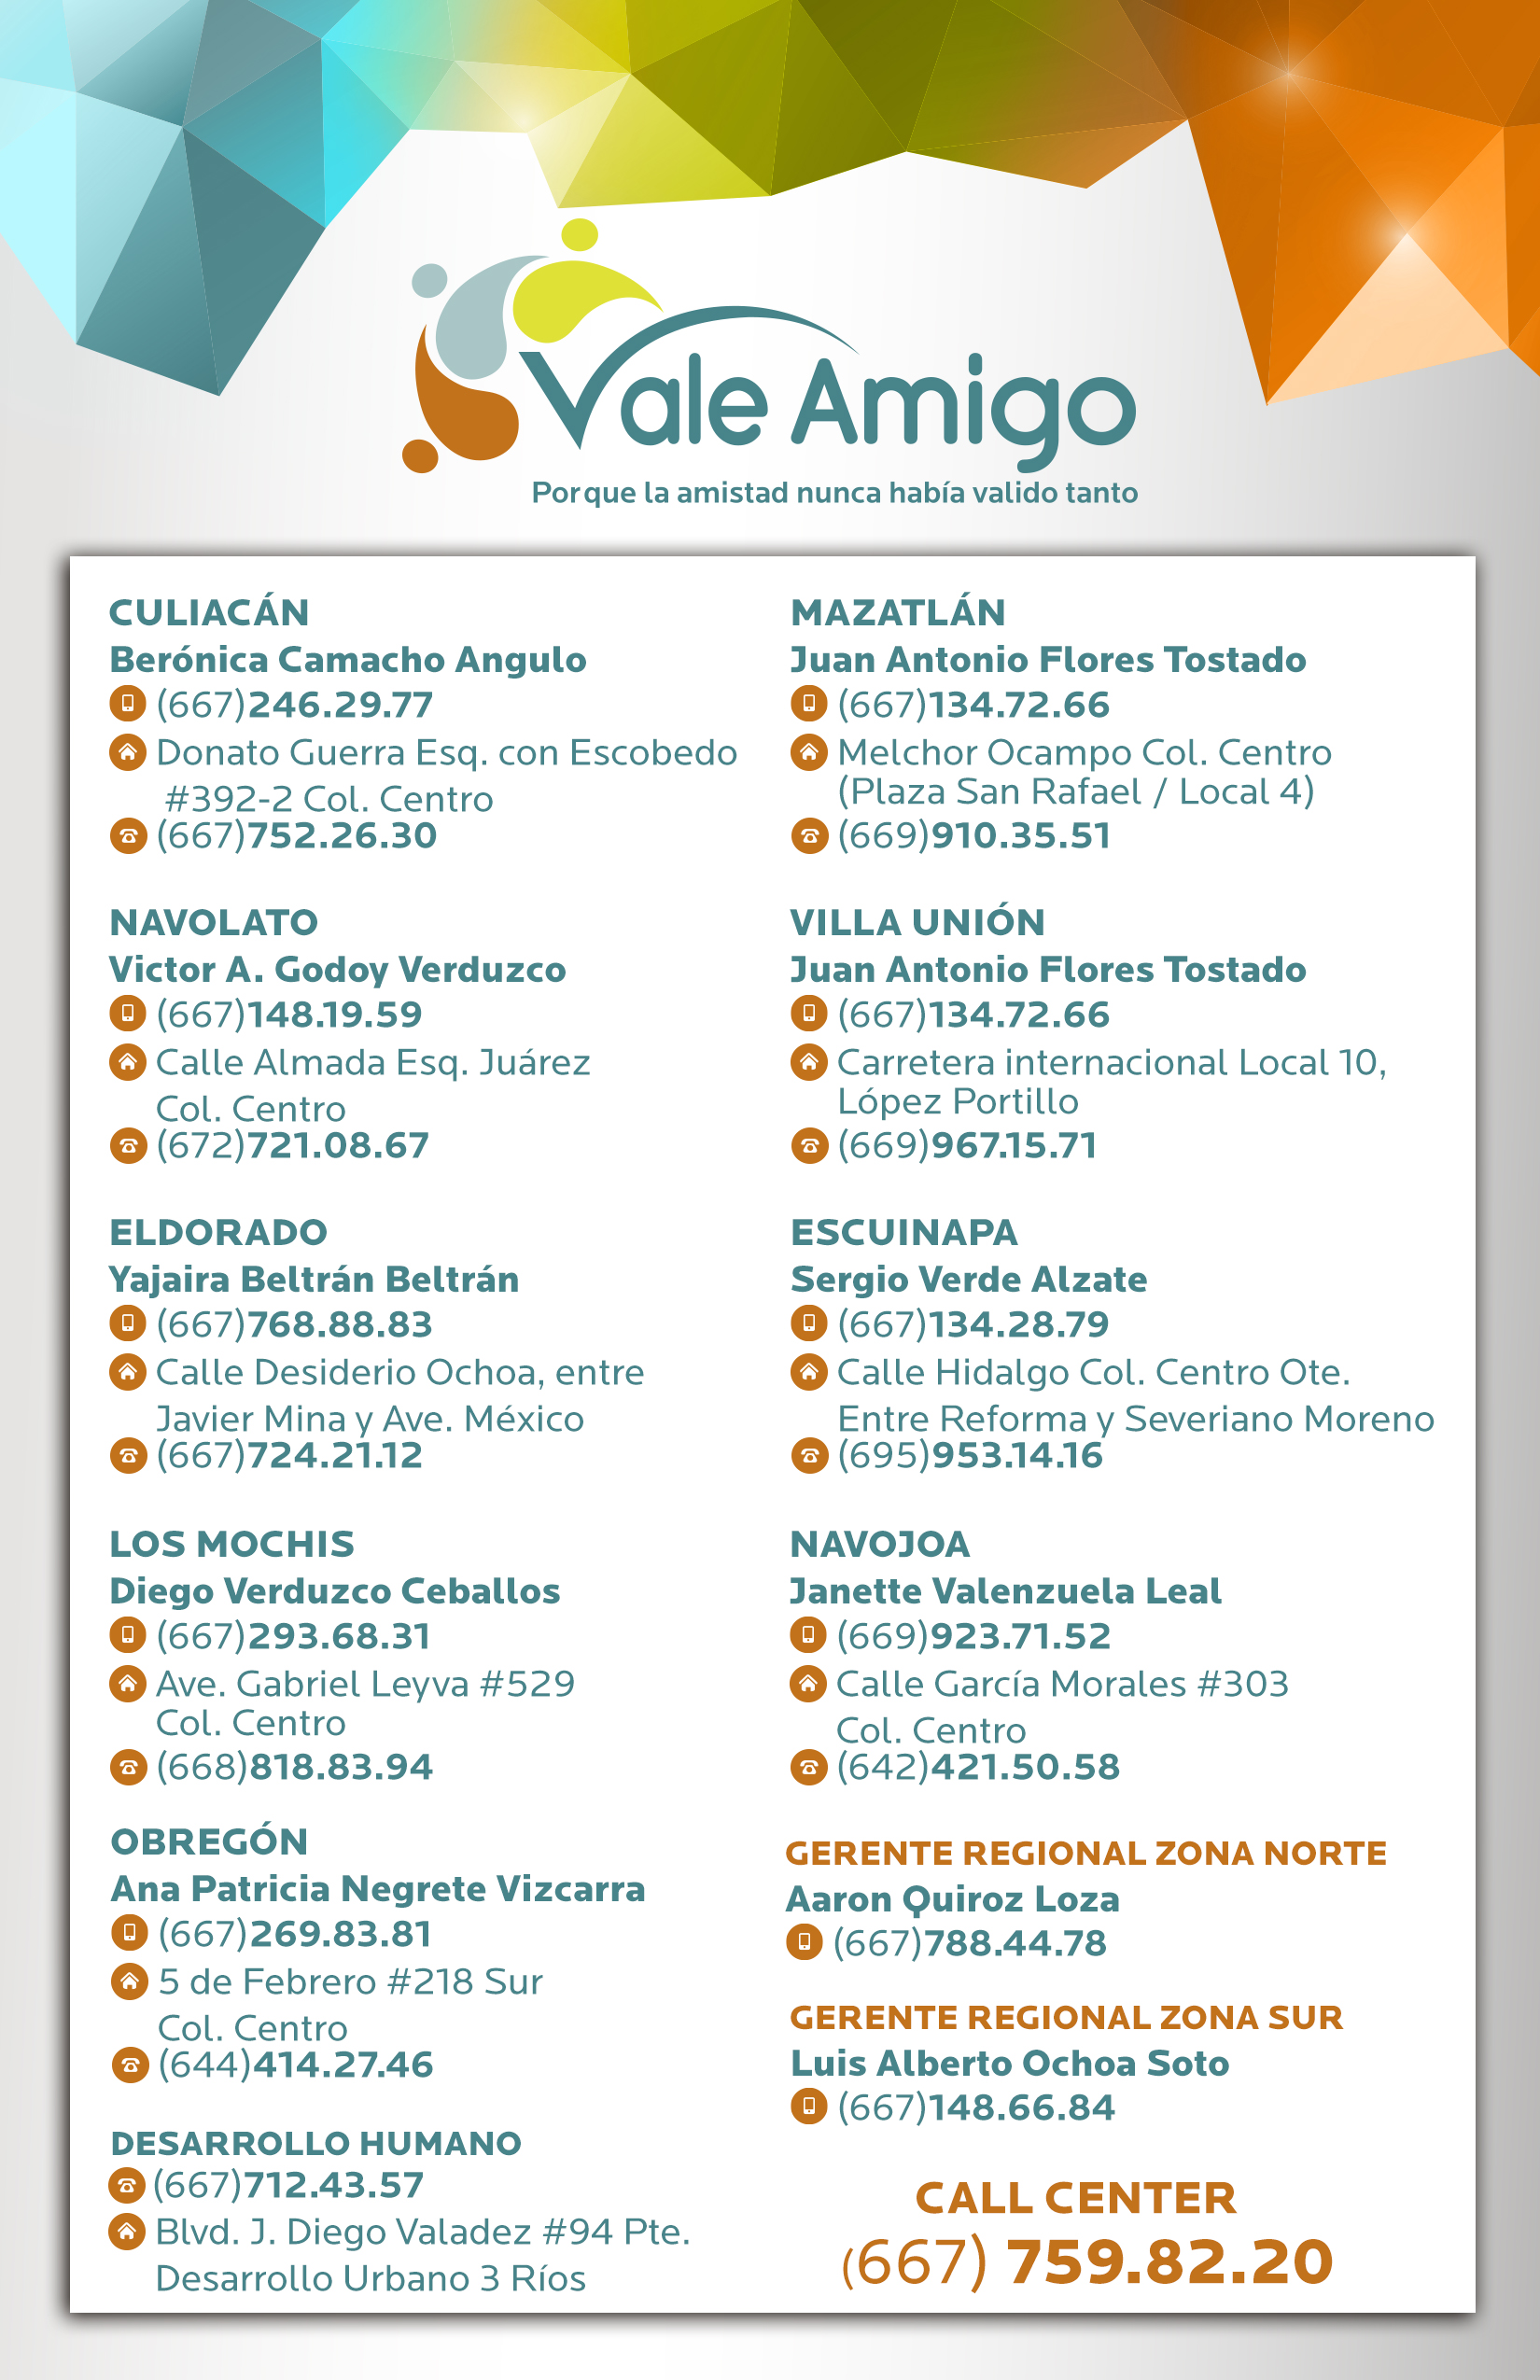 Vale Amigo
Porque la amistad nunca había valido tanto
CULIACÁN
Berónica Camacho Angulo
(667)246.29.77
Donato Guerra Esq. con Escobedo
#392-2 Col. Centro
(667)752.26.30
NAVOLATO
Victor A. Godoy Verduzco
(667)148.19.59
Calle Almada Esq. Juárez
Col. Centro
(672)721.08.67
ELDORADO
Yajaira Beltrán Beltrán
(667)768.88.83
Calle Desiderio Ochoa, entre
Javier Mina y Ave. México
(667)724.21.12
LOS MOCHIS
Diego Verduzco Ceballos
(667)293.68.31
Ave. Gabriel Leyva #529
Col. Centro
(668)818.83.94
OBREGÓN
Ana Patricia Negrete Vizcarra
(667)269.83.81
5 de Febrero #218 Sur
Col. Centro
(644)414.27.46
DESARROLLO HUMANO
(667)712.43.57
Blvd. J. Diego Valadez #94 Pte.
Desarrollo Urbano 3 Ríos
MAZATLÁN
Juan Antonio Flores Tostado
(667)134.72.66
Melchor Ocampo Col. Centro
(Plaza San Rafael / Local 4)
(669)910.35.51
VILLA UNIÓN
Juan Antonio Flores Tostado
(667)134.72.66
Carretera internacional Local 10,
López Portillo
(669)967.15.71
ESCUINAPA
Sergio Verde Alzate
(667)134.28.79
Calle Hidalgo Col. Centro Ote.
Entre Reforma y Severiano Moreno
(695)953.14.16
NAVOJOA
Janette Valenzuela Leal
(669)923.71.52
Calle García Morales #303
Col. Centro
(642)421.50.58
GERENTE REGIONAL ZONA NORTE
Aaron Quiroz Loza
(667)788.44.78
GERENTE REGIONAL ZONA SUR
Luis Alberto Ochoa Soto
(667)148.66.84
CALL CENTER
(667) 759.82.20